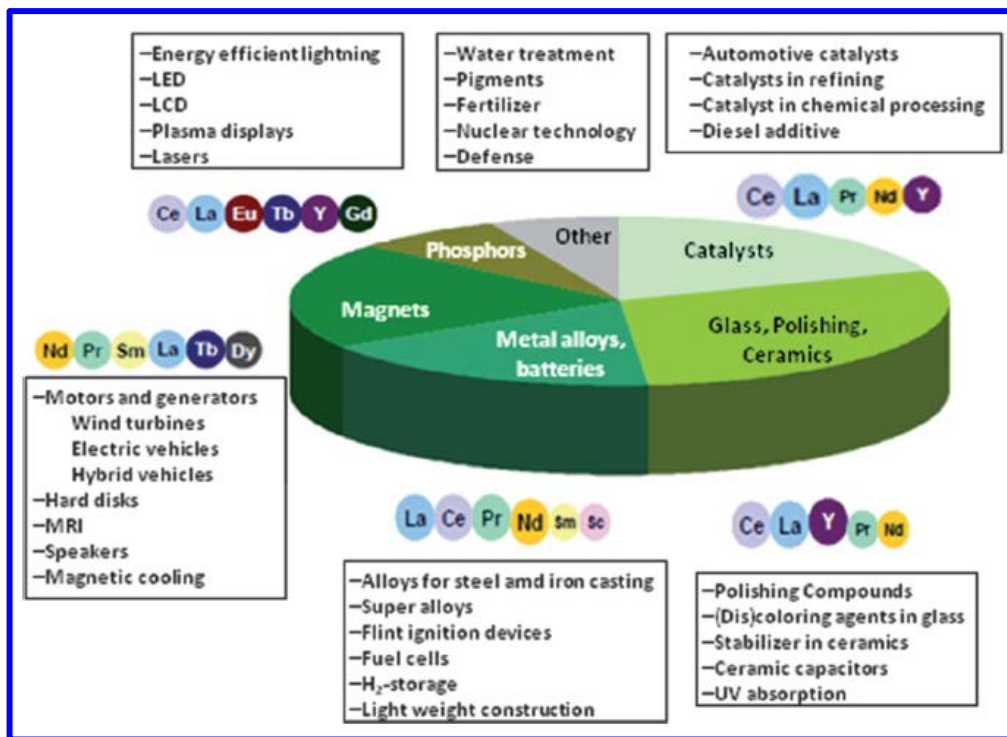 –Energy efficient lightning
–LED
–LCD
–Plasma displays
–Lasers
–Water treatment
–Pigments
–Fertilizer
–Nuclear technology
–Defense
–Automotive catalysts
–Catalysts in refining
–Catalyst in chemical processing
–Diesel additive
Ce La Eu Tb Y Gd
Ce La Pr Nd Y
Phosphors
Other
Catalysts
Magnets
Metal alloys,
batteries
Glass, Polishing,
Ceramics
Nd Pr Sm La Tb Dy
–Motors and generators
Wind turbines
Electric vehicles
Hybrid vehicles
–Hard disks
–MRI
–Speakers
–Magnetic cooling
La Ce Pr Nd Sm Sc
–Alloys for steel amd iron casting
–Super alloys
–Flint ignition devices
–Fuel cells
–H₂-storage
–Light weight construction
Ce La Y Pr Nd
–Polishing Compounds
–(Dis)coloring agents in glass
–Stabilizer in ceramics
–Ceramic capacitors
–UV absorption